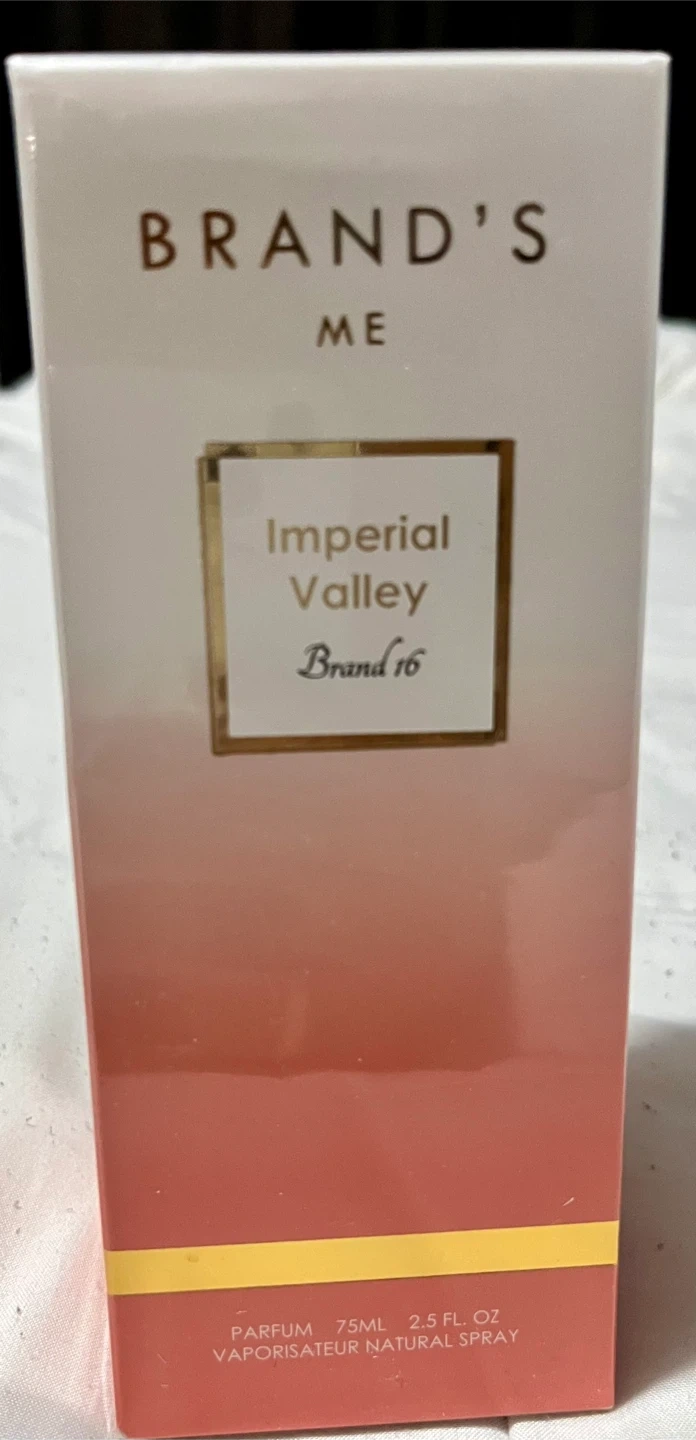 BRAND'S
ME
Imperial
Valley
Brand 16
PARFUM 75ML 2.5 FL. OZ
VAPORISATEUR NATURAL SPRAY